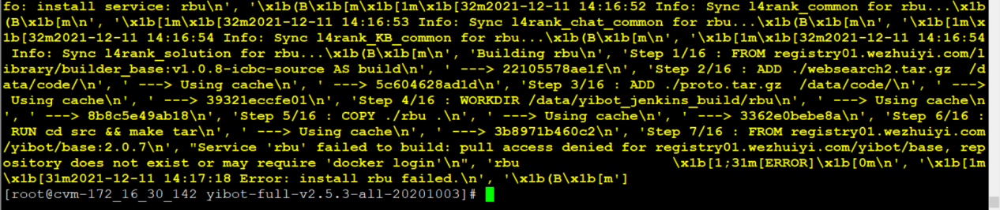 fo: install service: rbu\n', '\x1b(B\x1b[m\x1b[1m\x1b[32m2021-12-11 14:16:52 Info: Sync l4rank_common for rbu...\x1b
(B\x1b[m\n', '\x1b[1m\x1b[32m2021-12-11 14:16:53 Info: Sync l4rank_chat_common for rbu...\x1b(B\x1b[m\n', '\x1b[1m\x
1b[32m2021-12-11 14:16:54 Info: Sync l4rank_KB_common for rbu...\x1b(B\x1b[m\n', '\x1b[1m\x1b[32m2021-12-11 14:16:54
 Info: Sync l4rank_solution for rbu...\x1b(B\x1b[m\n', 'Building rbu\n', 'Step 1/16 : FROM registry01.wezhuiyi.com/l
ibrary/builder_base:v1.0.8-icbc-source AS build\n', ' ---> 22105578ae1f\n', 'Step 2/16 : ADD ./websearch2.tar.gz  /d
ata/code/\n', ' ---> Using cache\n', ' ---> 5c604628ad1d\n', 'Step 3/16 : ADD ./proto.tar.gz  /data/code/\n', ' --->
 Using cache\n', ' ---> 39321eccfe01\n', 'Step 4/16 : WORKDIR /data/yibot_jenkins_build/rbu\n', ' ---> Using cache\n
', ' ---> 8b8c5e49ab18\n', 'Step 5/16 : COPY ./rbu .\n', ' ---> Using cache\n', ' ---> 3362e0bebe8a\n', 'Step 6/16 :
 RUN cd src && make tar\n', ' ---> Using cache\n', ' ---> 3b8971b460c2\n', 'Step 7/16 : FROM registry01.wezhuiyi.com
/yibot/base:2.0.7\n', "Service 'rbu' failed to build: pull access denied for registry01.wezhuiyi.com/yibot/base, rep
ository does not exist or may require 'docker login'\n", 'rbu                 \x1b[1;31m[ERROR]\x1b[0m\n', '\x1b[1m
\x1b[31m2021-12-11 14:17:18 Error: install rbu failed.\n', '\x1b(B\x1b[m']
[root@cvm-172_16_30_142 yibot-full-v2.5.3-all-20201003]#